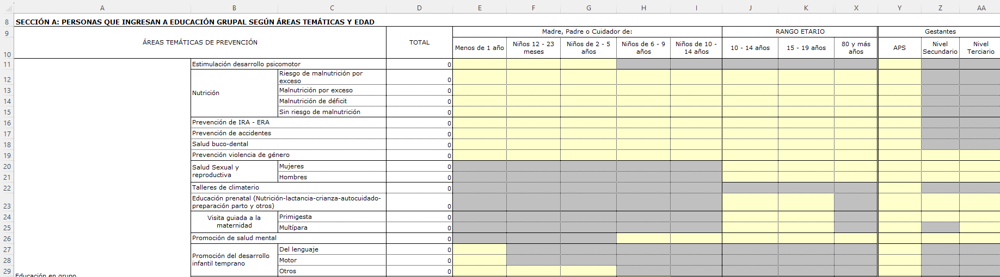 A B C D E F G H I J K X Y Z AA
8 SECCIÓN A: PERSONAS QUE INGRESAN A EDUCACIÓN GRUPAL SEGÚN ÁREAS TEMÁTICAS Y EDAD
9 ÁREAS TEMÁTICAS DE PREVENCIÓN TOTAL Madre, Padre o Cuidador de: RANGO ETARIO Gestantes
10 Menos de 1 año Niños 12 - 23 meses Niños de 2 - 5 años Niños de 6 - 9 años Niños de 10 - 14 años 10 - 14 años 15 - 19 años 80 y más años APS Nivel Secundario Nivel Terciario
11 Estimulación desarrollo psicomotor 0
12 Nutrición Riesgo de malnutrición por exceso 0
13 Malnutrición por exceso 0
14 Malnutrición de déficit 0
15 Sin riesgo de malnutrición 0
16 Prevención de IRA - ERA 0
17 Prevención de accidentes 0
18 Salud buco-dental 0
19 Prevención violencia de género 0
20 Salud Sexual y reproductiva Mujeres 0
21 Hombres 0
22 Talleres de climaterio 0
23 Educación prenatal (Nutrición-lactancia-crianza-autocuidado-preparación parto y otros) 0
24 Visita guiada a la maternidad Primigesta 0
25 Multípara 0
26 Promoción de salud mental 0
27 Promoción del desarrollo infantil temprano Del lenguaje 0
28 Motor 0
29 Otros 0
Educación en grupo